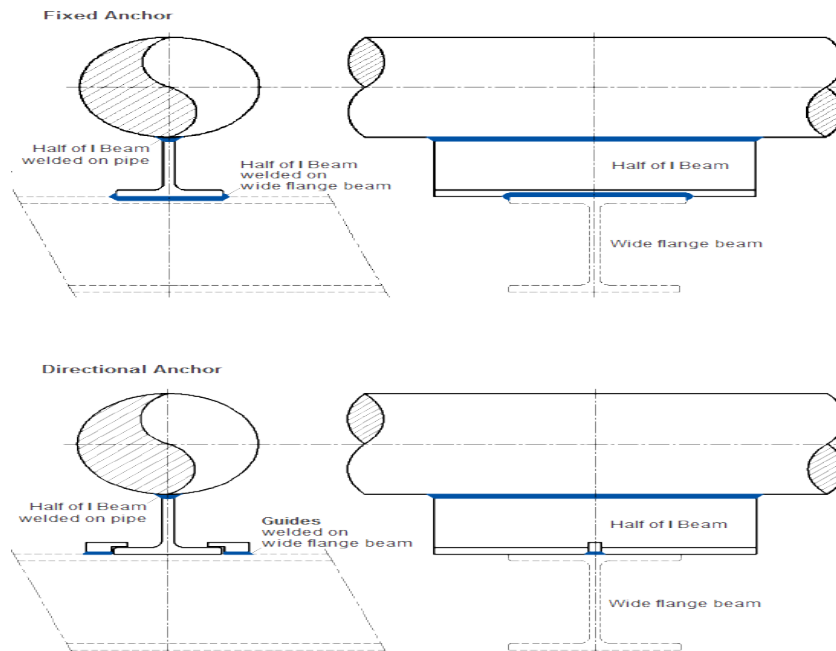 Fixed Anchor
Half of I Beam
welded on pipe
Half of I Beam
welded on
wide flange beam
Half of I Beam
Wide flange beam
Directional Anchor
Half of I Beam
welded on pipe
Guides
welded on
wide flange beam
Half of I Beam
Wide flange beam